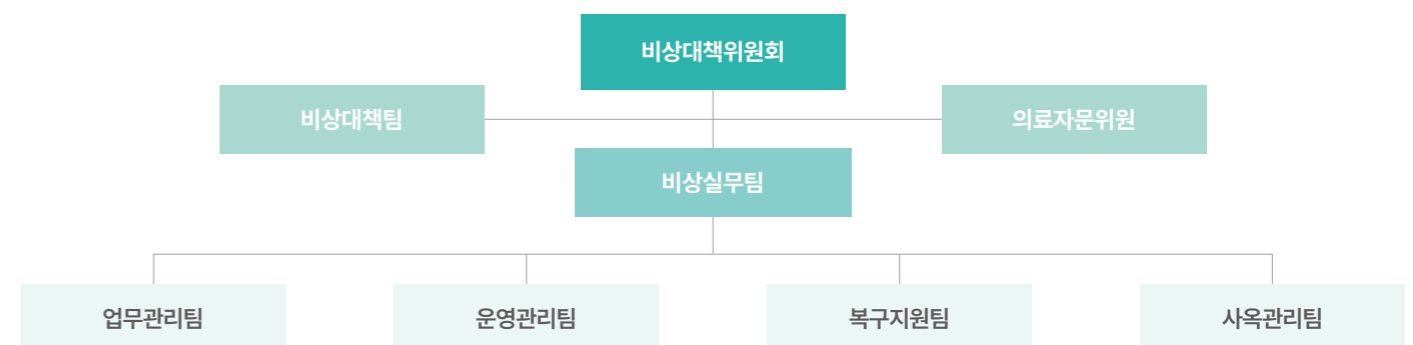 비상대책위원회
비상대책팀
의료자문위원
비상실무팀
업무관리팀
운영관리팀
복구지원팀
사옥관리팀